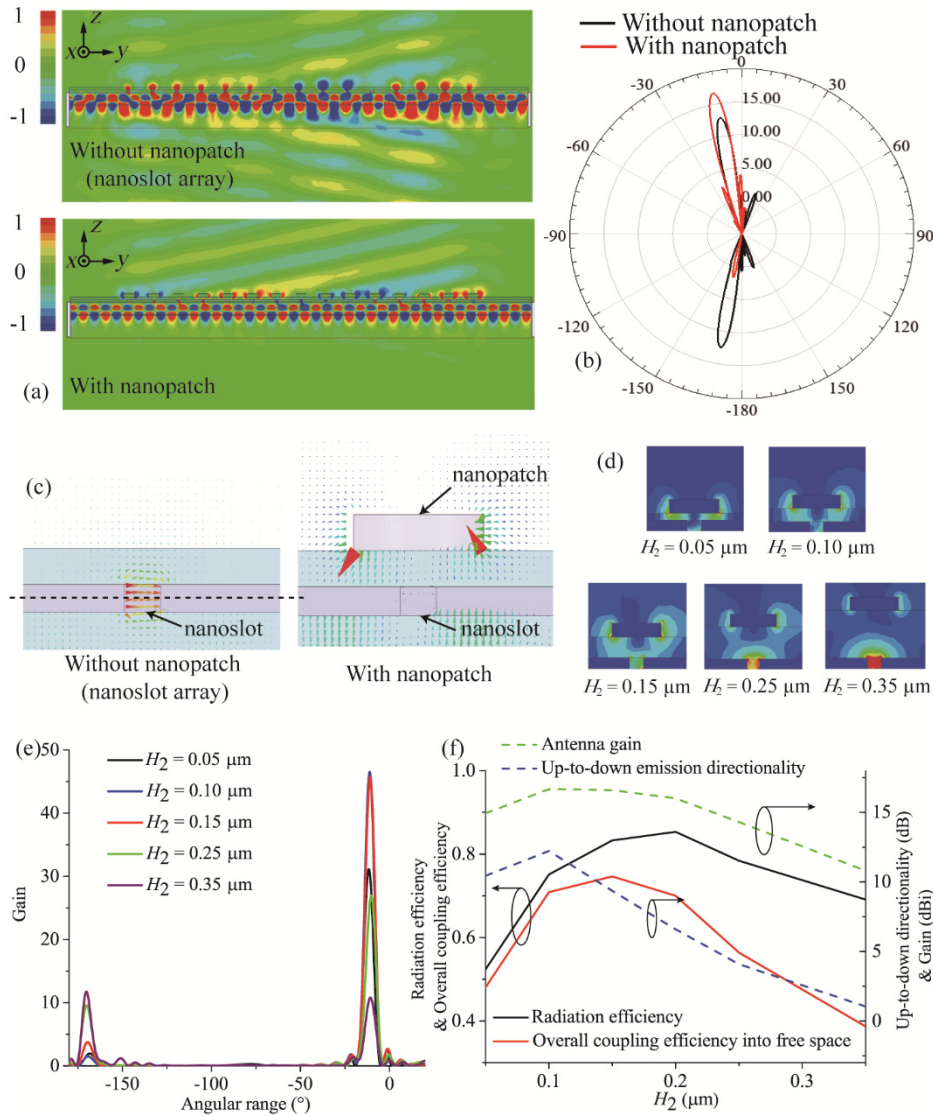 1
0
-1
z
x
y
Without nanopatch
(nanoslot array)
1
0
-1
z
x
y
(a)
With nanopatch
Without nanopatch
With nanopatch
0
-30
30
15.00
10.00
-60
60
5.00
0.00
-90
90
-120
120
(b)
-150
150
-180
(c)
nanopatch
nanoslot
nanoslot
Without nanopatch
(nanoslot array)
With nanopatch
(d)
H2 = 0.05 μm
H2 = 0.10 μm
H2 = 0.15 μm
H2 = 0.25 μm
H2 = 0.35 μm
(e)
50
40
30
20
10
0
Gain
H2 = 0.05 μm
H2 = 0.10 μm
H2 = 0.15 μm
H2 = 0.25 μm
H2 = 0.35 μm
-150
-100
-50
0
Angular range (°)
(f)
Antenna gain
Up-to-down emission directionality
1.0
0.8
0.6
0.4
Radiation efficiency
& Overall coupling efficiency
15
10
5
0
Up-to-down directionality (dB)
& Gain (dBi)
Radiation efficiency
Overall coupling efficiency into free space
0.1
0.2
0.3
H2 (μm)